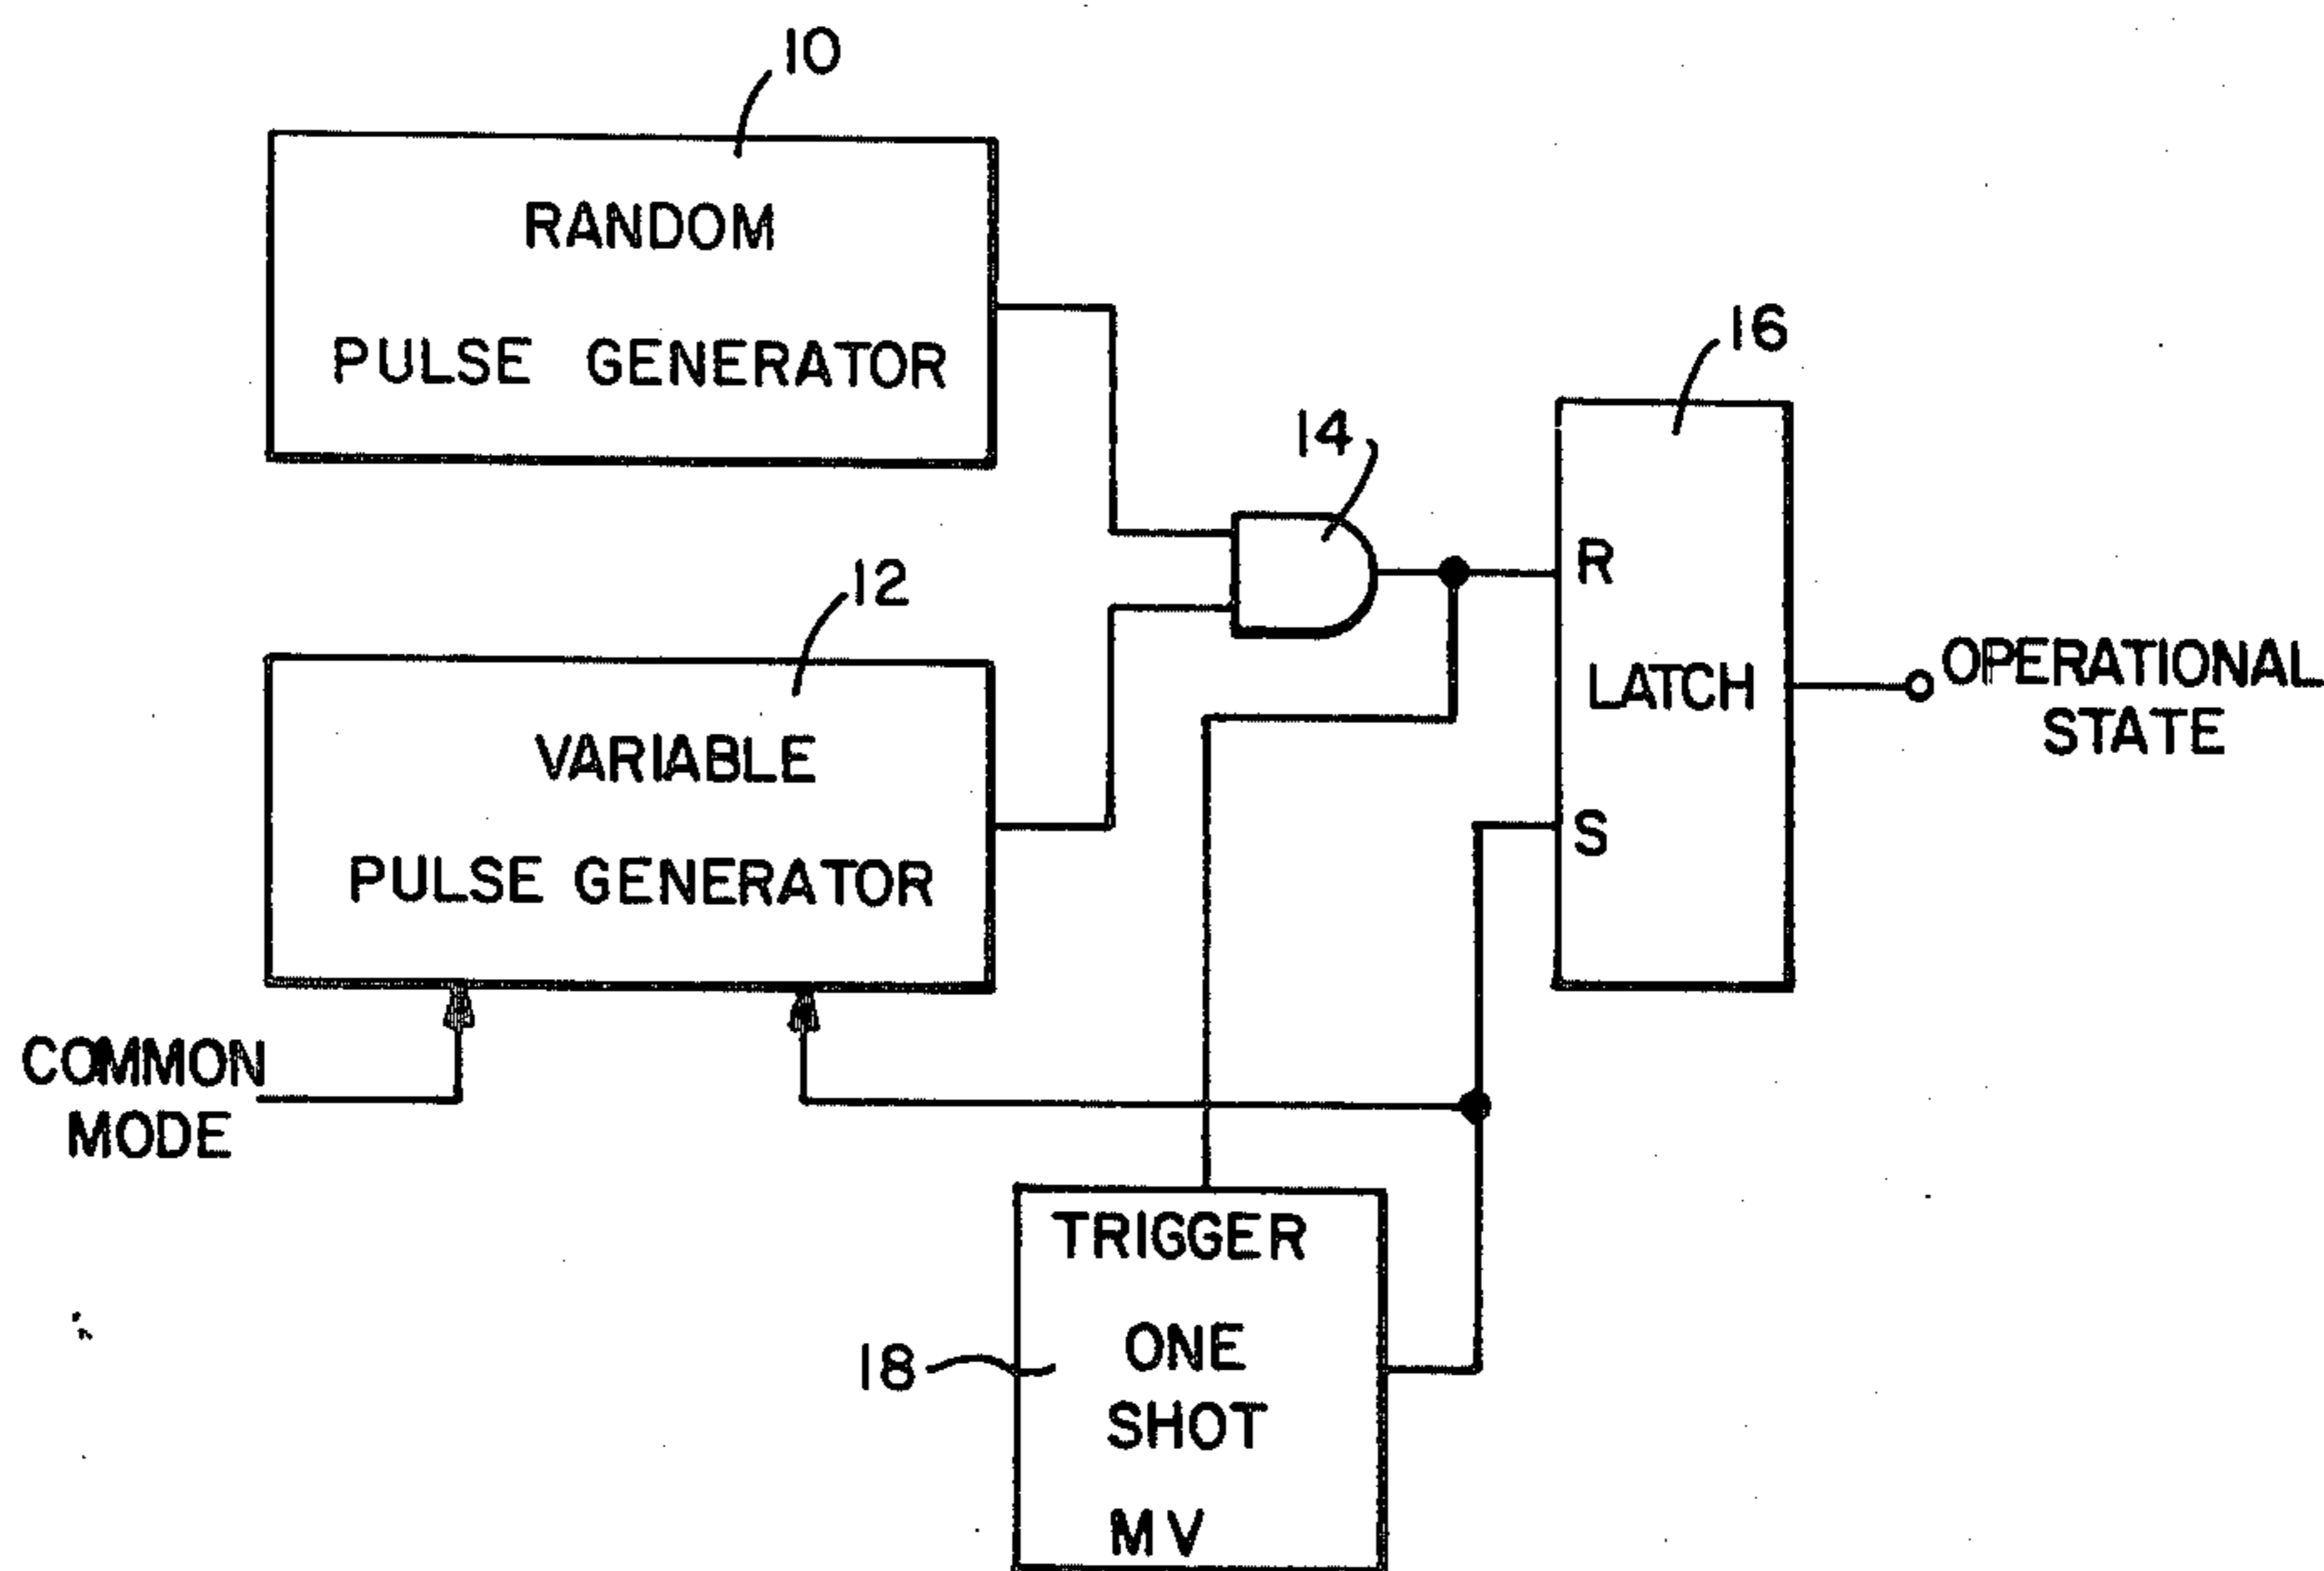 10
RANDOM
PULSE GENERATOR
16
14
R
12
OPERATIONAL
STATE
LATCH
VARIABLE
PULSE GENERATOR
S
COMMON
MODE
TRIGGER
ONE
SHOT
MV
18